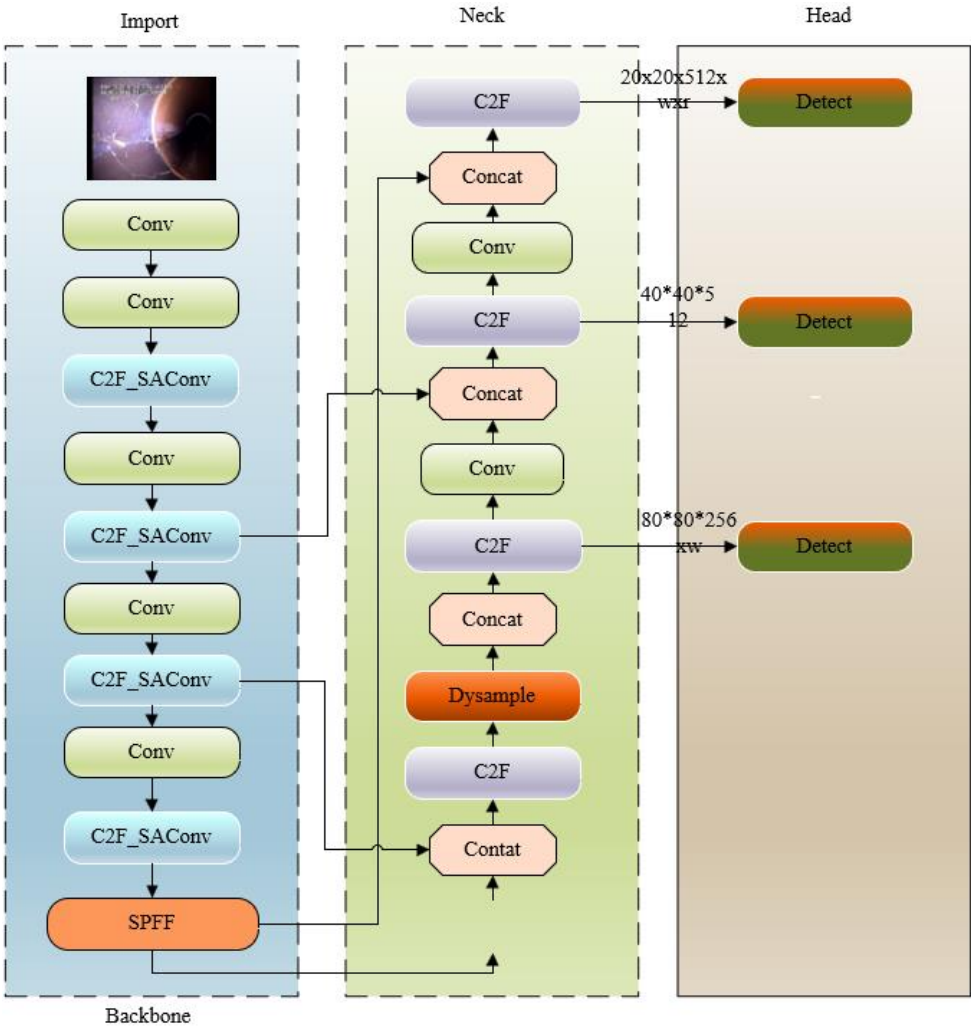 Import
Conv
Conv
C2F_SAConv
Conv
C2F_SAConv
Conv
C2F_SAConv
Conv
C2F_SAConv
SPFF
Backbone
Neck
C2F
Concat
Conv
C2F
Concat
Conv
C2F
Concat
Dysample
C2F
Contat
20x20x512x
wxr
40*40*5
12
80*80*256
xw
Head
Detect
Detect
Detect